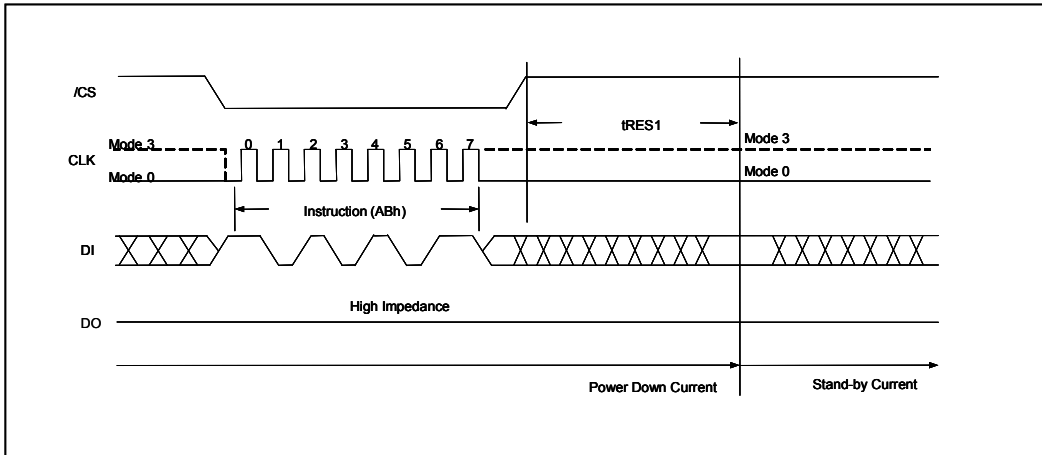 /CS
tRES1
Mode 3
0 1 2 3 4 5 6 7
Mode 3
CLK
Mode 0
Mode 0
Instruction (ABh)
DI
High Impedance
DO
Power Down Current
Stand-by Current